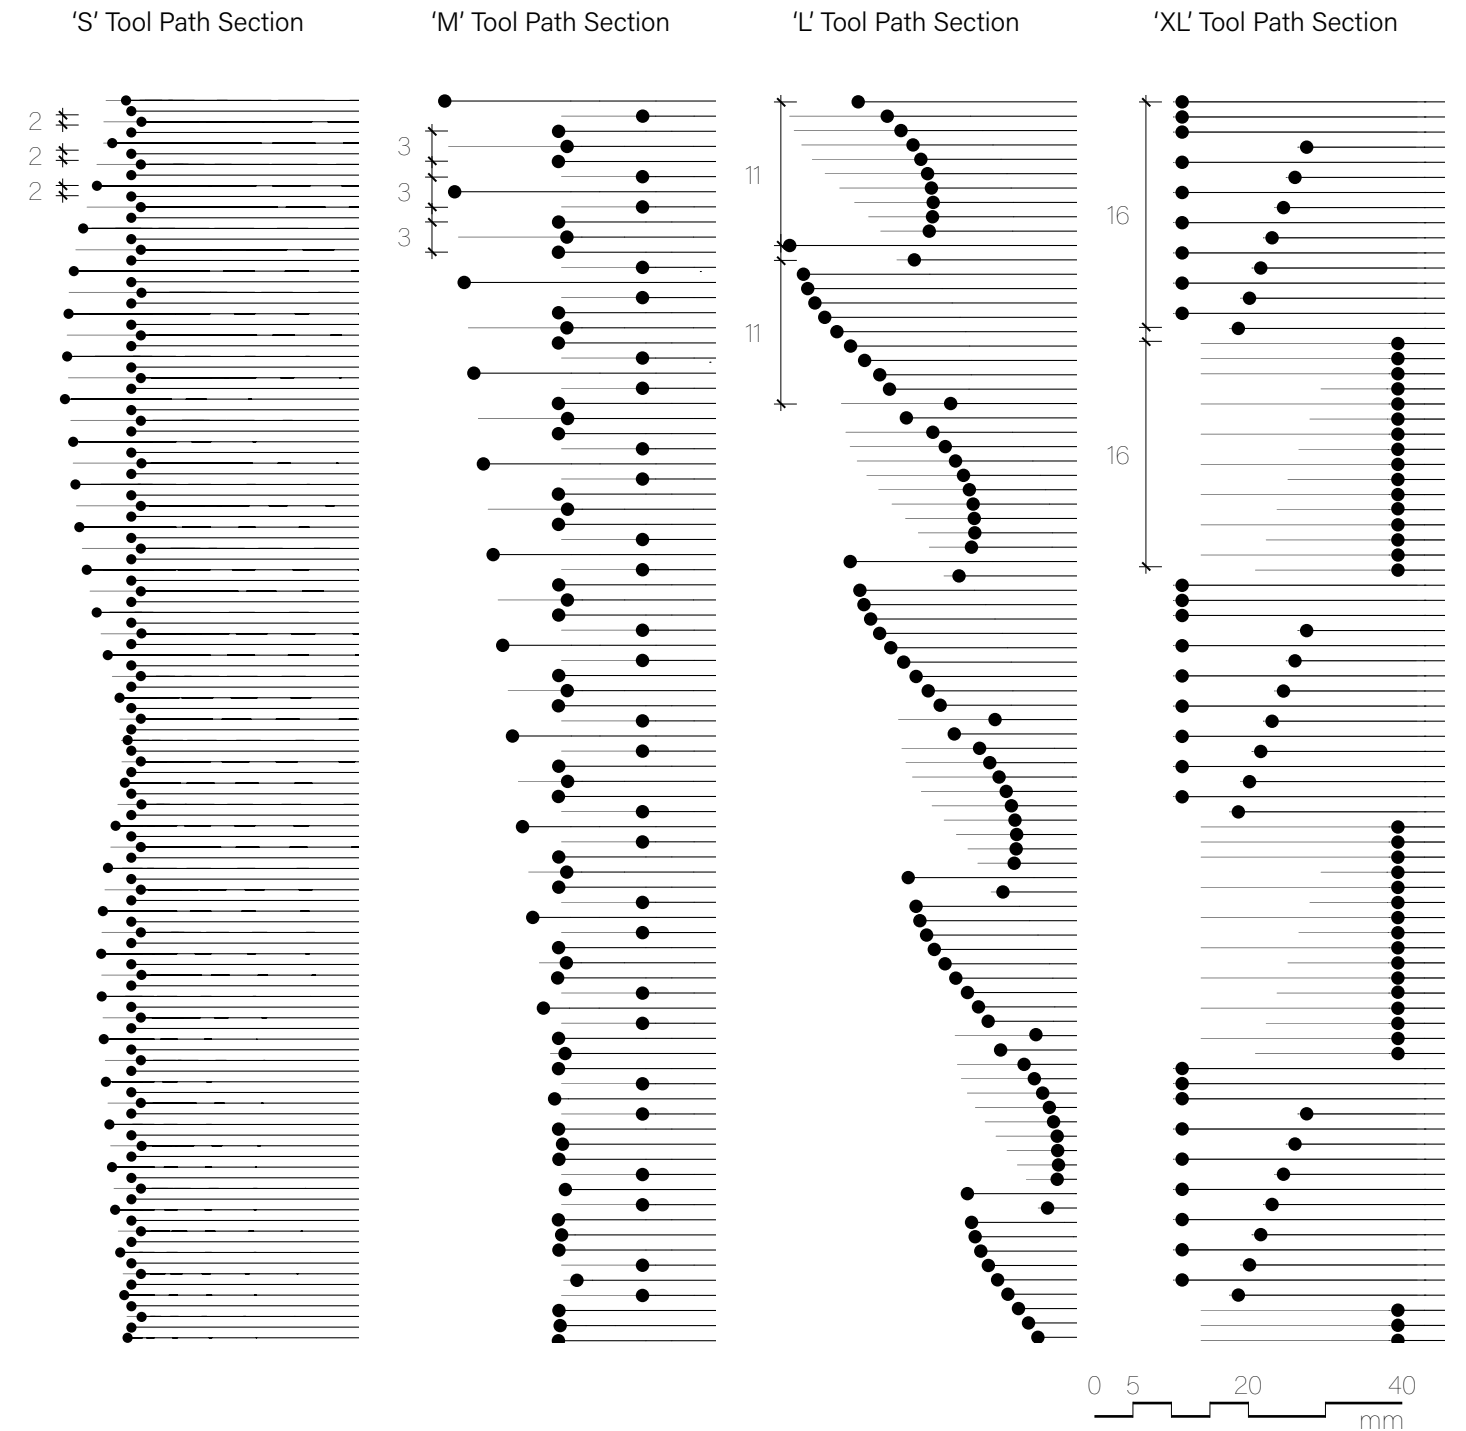 ‘S’ Tool Path Section
‘M’ Tool Path Section
‘L’ Tool Path Section
‘XL’ Tool Path Section
2
2
2
3
3
3
11
11
16
16
0 5 20 40
mm